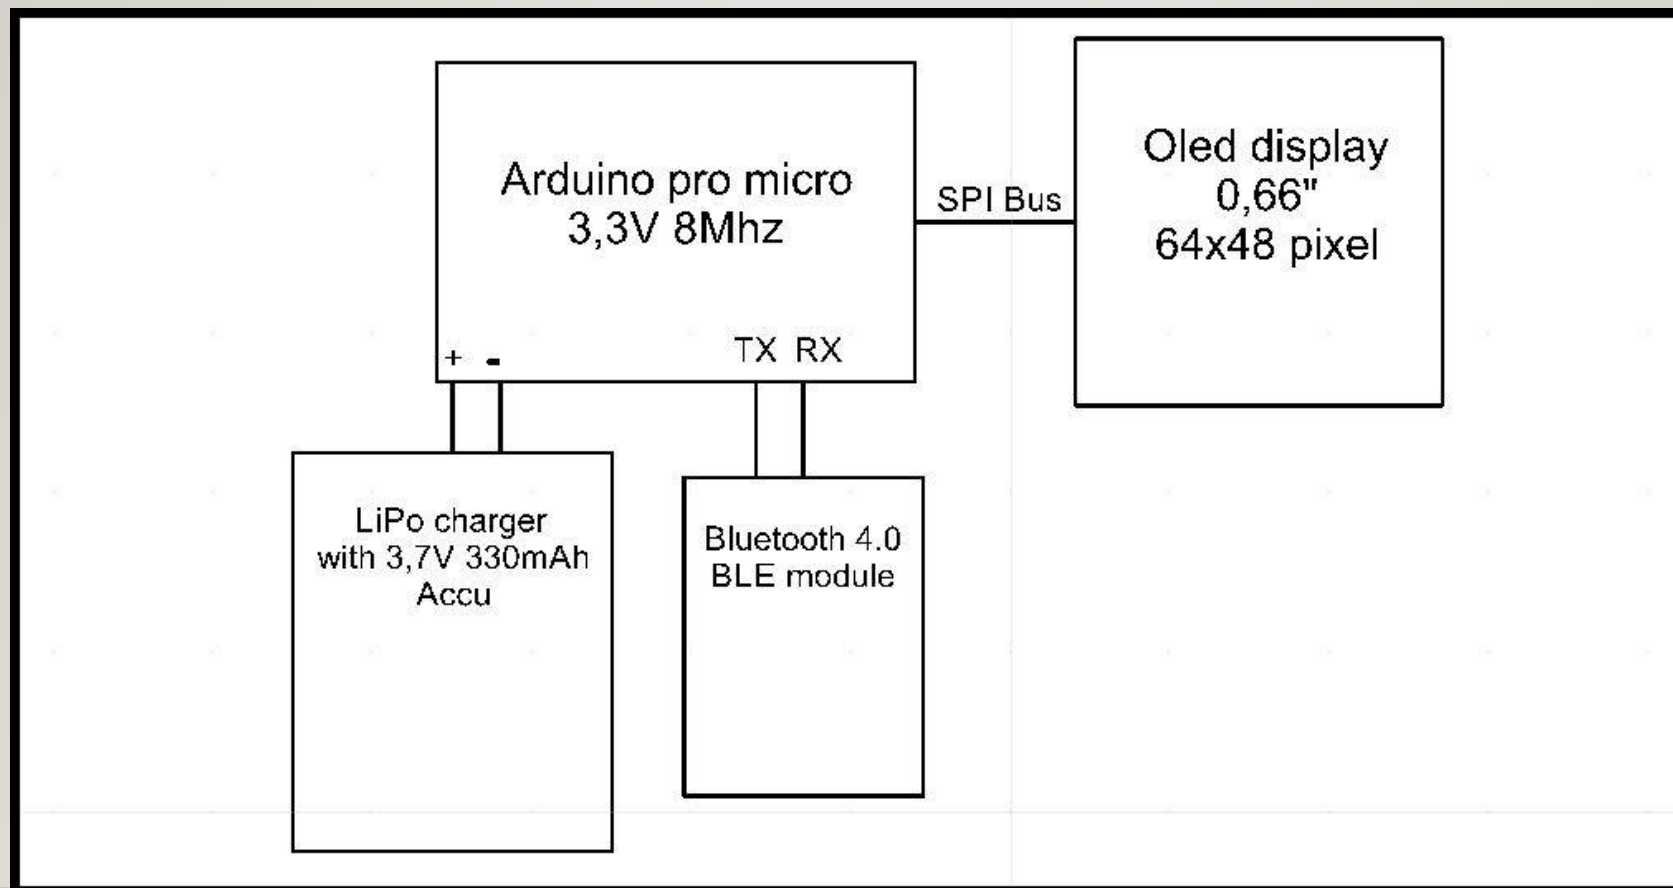 Arduino pro micro
3,3V 8Mhz
SPI Bus
Oled display
0,66"
64x48 pixel
+ -
TX RX
LiPo charger
with 3,7V 330mAh
Accu
Bluetooth 4.0
BLE module